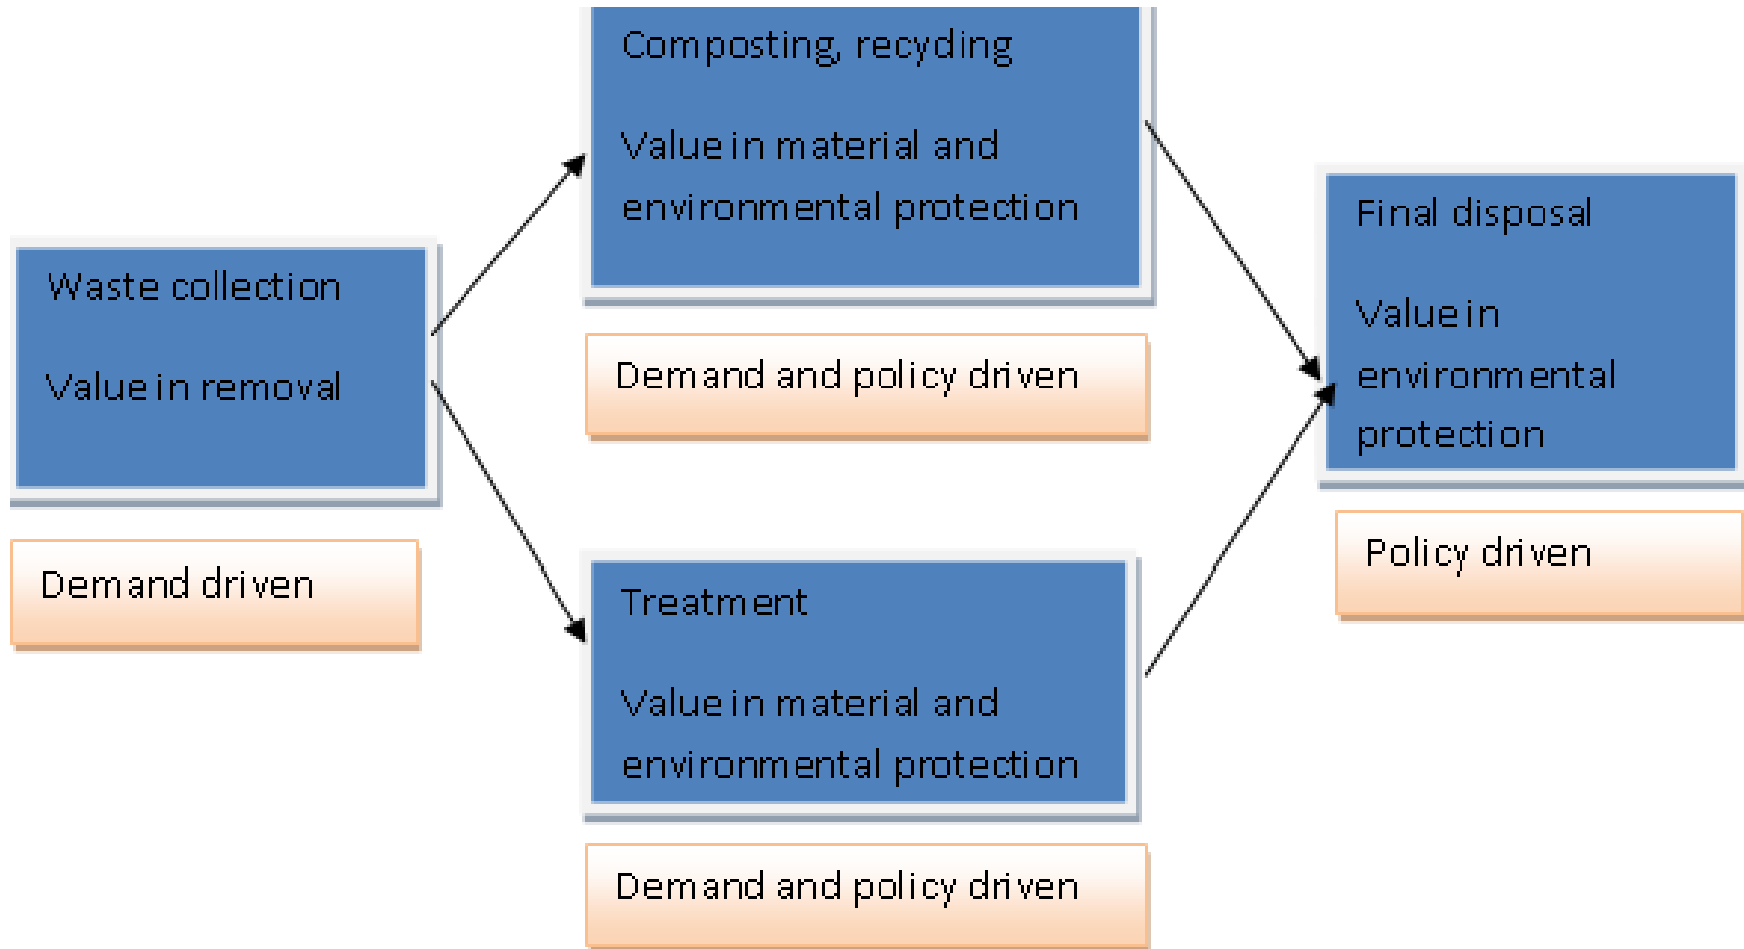 Composting, recyding
Value in material and
environmental protection
Demand and policy driven
Waste collection
Value in removal
Demand driven
Treatment
Value in material and
environmental protection
Demand and policy driven
Final disposal
Value in
environmental
protection
Policy driven